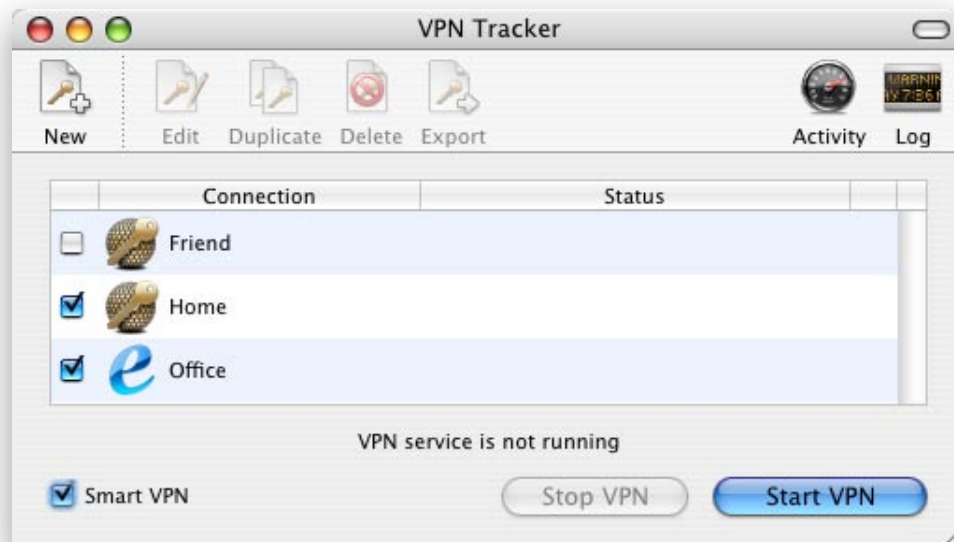 VPN Tracker
New Edit Duplicate Delete Export Activity Log
Connection Status
Friend
Home
Office
VPN service is not running
Smart VPN Stop VPN Start VPN